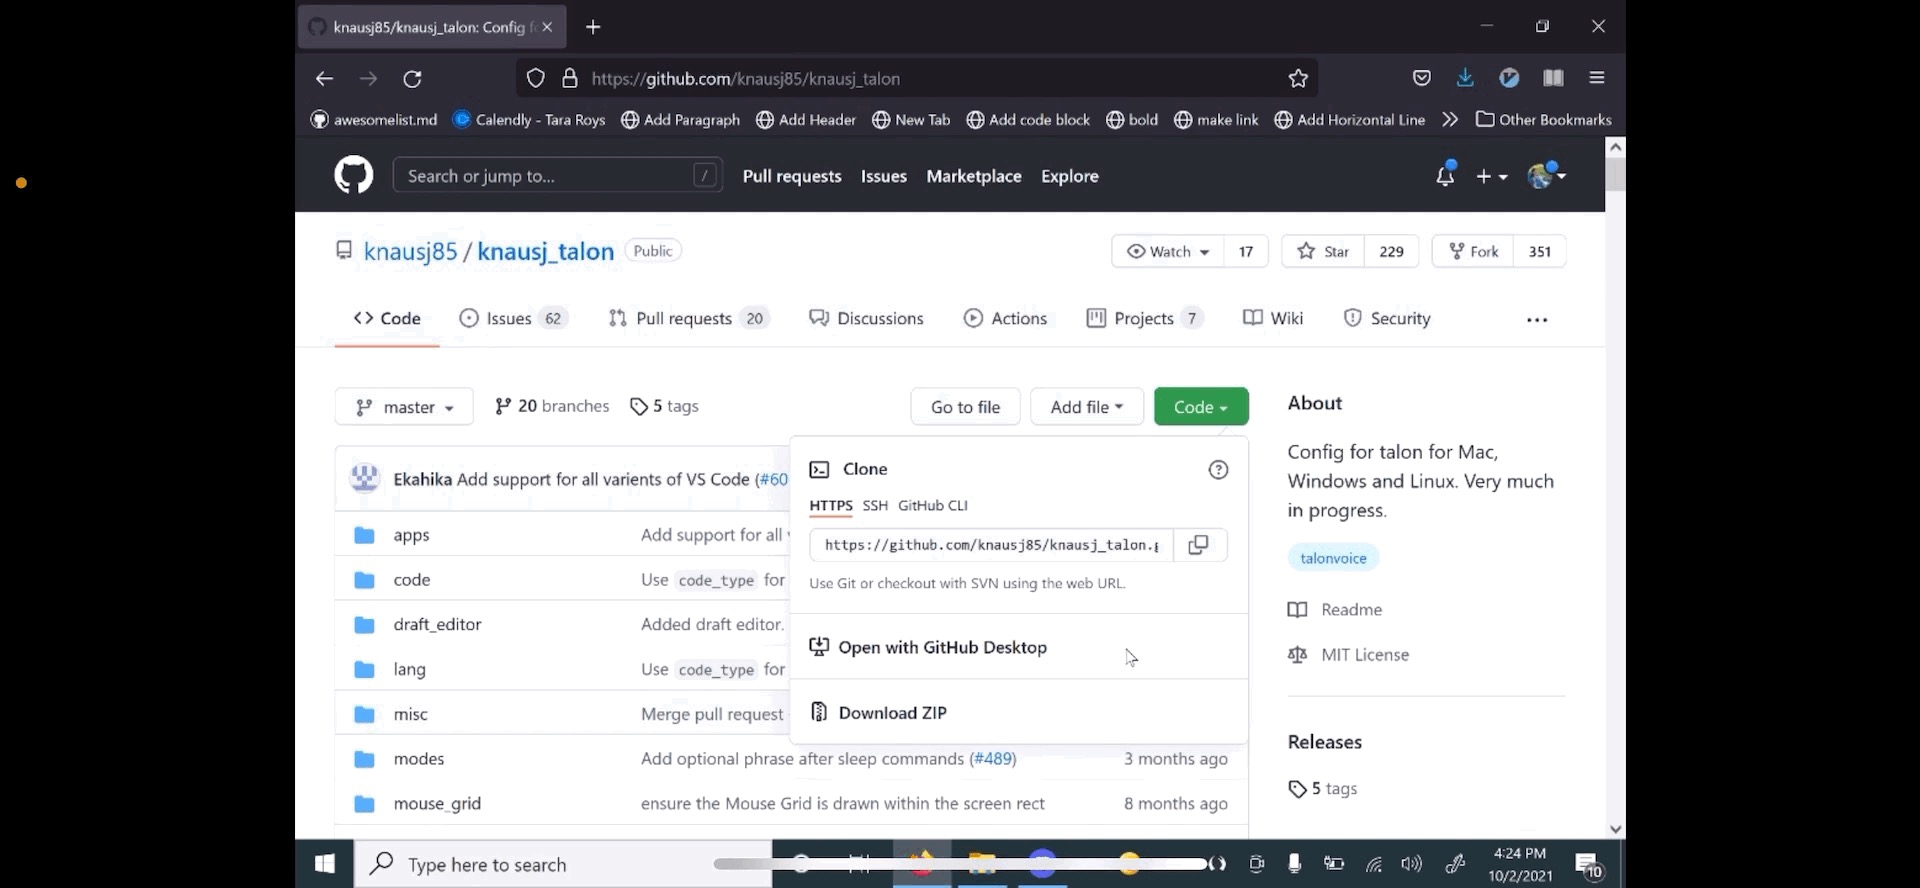 knausj85/knausj_talon: Config f
https://github.com/knausj85/knausj_talon
awesomelist.md Calendly - Tara Roys Add Paragraph Add Header New Tab Add code block bold make link Add Horizontal Line Other Bookmarks
Search or jump to... / Pull requests Issues Marketplace Explore
knausj85 / knausj_talon Public Watch 17 Star 229 Fork 351
Code Issues 62 Pull requests 20 Discussions Actions Projects 7 Wiki Security
master 20 branches 5 tags Go to file Add file Code
Ekahika Add support for all varients of VS Code (#60
apps Add support for all
code Use code_type for
draft_editor Added draft editor.
lang Use code_type for
misc Merge pull request
modes Add optional phrase after sleep commands (#489) 3 months ago
mouse_grid ensure the Mouse Grid is drawn within the screen rect 8 months ago
Clone
HTTPS SSH GitHub CLI
https://github.com/knausj85/knausj_talon.g
Use Git or checkout with SVN using the web URL.
Open with GitHub Desktop
Download ZIP
About
Config for talon for Mac,
Windows and Linux. Very much
in progress.
talonvoice
Readme
MIT License
Releases
5 tags
Type here to search
4:24 PM
10/2/2021
10